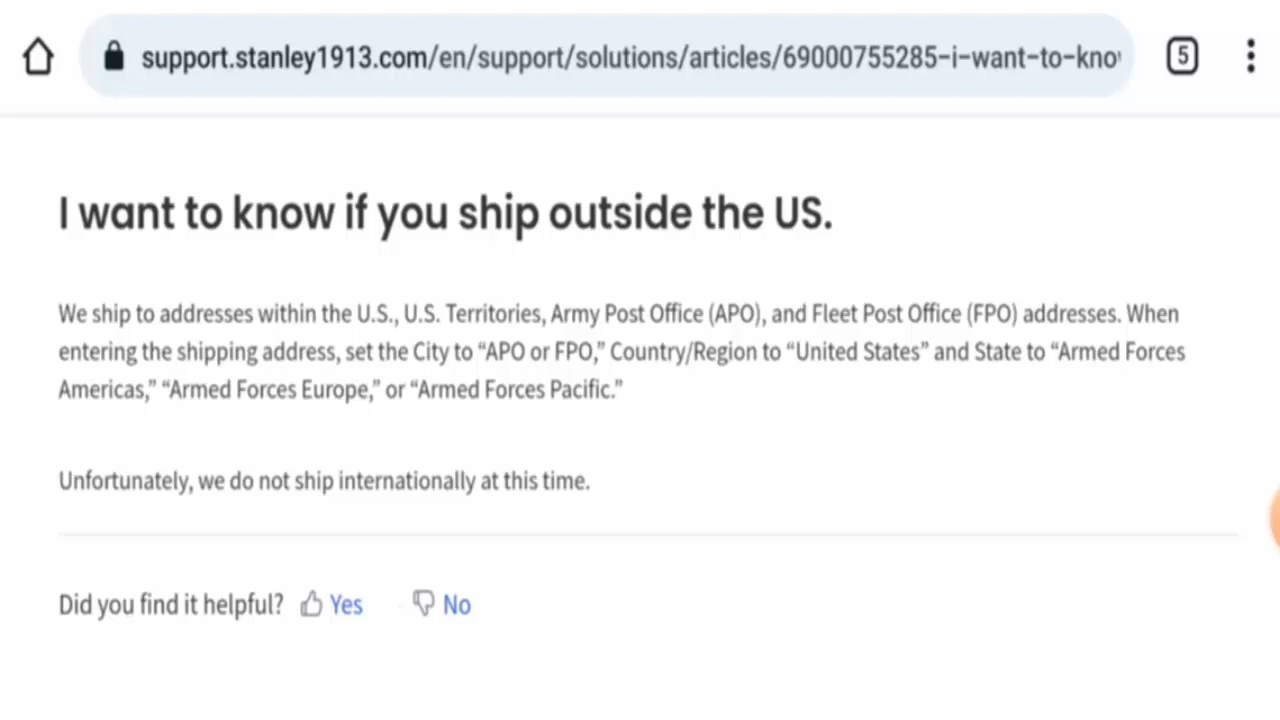 support.stanley1913.com/en/support/solutions/articles/69000755285-i-want-to-kno
5
I want to know if you ship outside the US.
We ship to addresses within the U.S., U.S. Territories, Army Post Office (APO), and Fleet Post Office (FPO) addresses. When
entering the shipping address, set the City to “APO or FPO,” Country/Region to “United States” and State to “Armed Forces
Americas,” “Armed Forces Europe,” or “Armed Forces Pacific.”
Unfortunately, we do not ship internationally at this time.
Did you find it helpful? Yes No